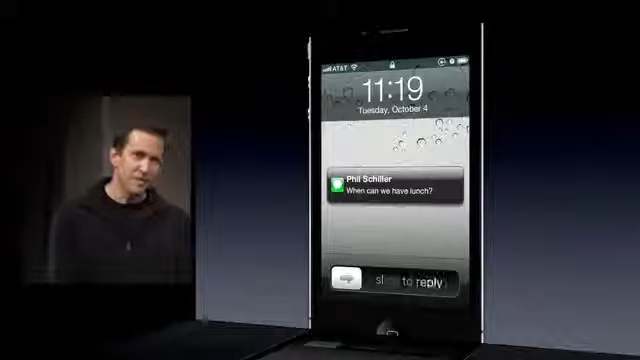 AT&T
11:19
Tuesday, October 4
Phil Schiller
When can we have lunch?
to reply